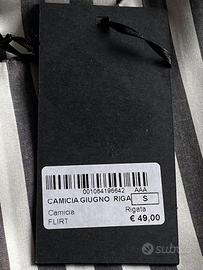 001064196642 AAA
CAMICIA GIUGNO RIGA S
Camicia Rigata
FLIRT € 49,00
subito